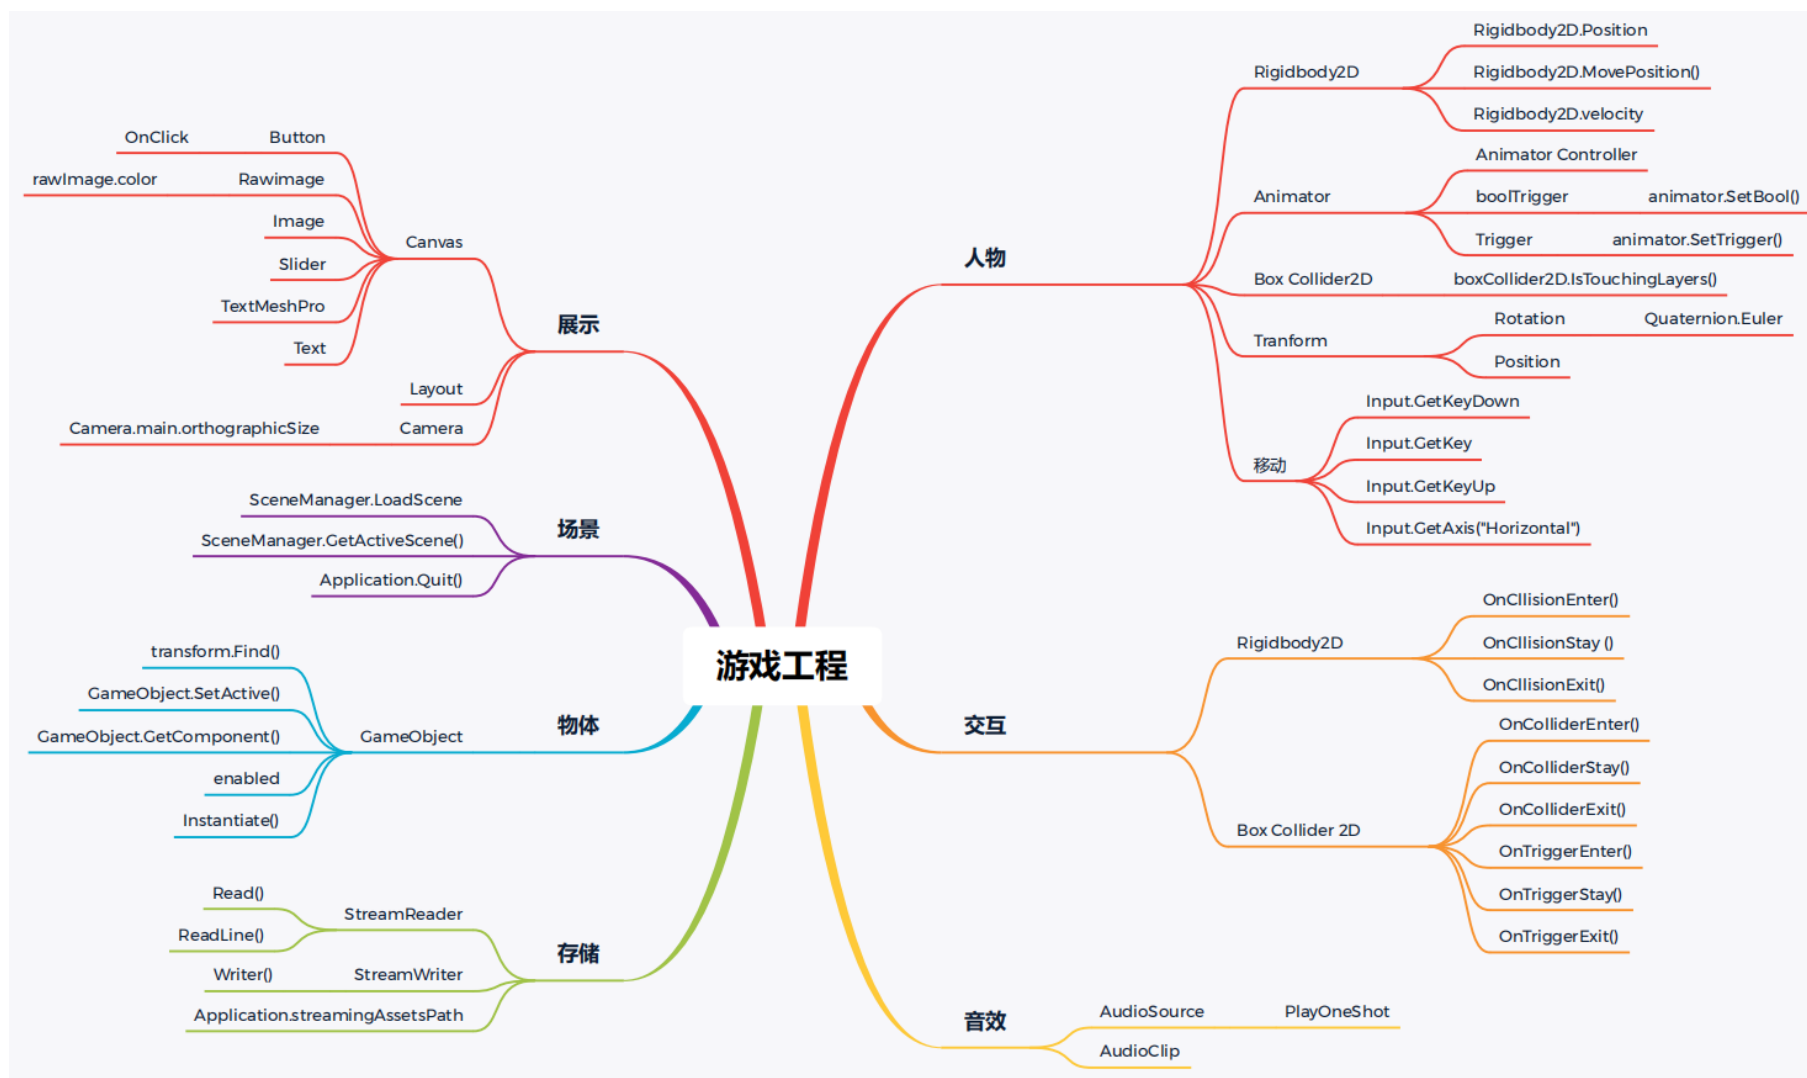 游戏工程
人物
Rigidbody2D
Rigidbody2D.Position
Rigidbody2D.MovePosition()
Rigidbody2D.velocity
Animator
Animator Controller
boolTrigger
animator.SetBool()
Trigger
animator.SetTrigger()
Box Collider2D
boxCollider2D.IsTouchingLayers()
Tranform
Rotation
Quaternion.Euler
Position
移动
Input.GetKeyDown
Input.GetKey
Input.GetKeyUp
Input.GetAxis("Horizontal")
交互
Rigidbody2D
OnCllisionEnter()
OnCllisionStay ()
OnCllisionExit()
Box Collider 2D
OnColliderEnter()
OnColliderStay()
OnColliderExit()
OnTriggerEnter()
OnTriggerStay()
OnTriggerExit()
音效
AudioSource
PlayOneShot
AudioClip
展示
Canvas
Button
OnClick
Rawimage
rawImage.color
Image
Slider
TextMeshPro
Text
Layout
Camera
Camera.main.orthographicSize
场景
SceneManager.LoadScene
SceneManager.GetActiveScene()
Application.Quit()
物体
GameObject
transform.Find()
GameObject.SetActive()
GameObject.GetComponent()
enabled
Instantiate()
存储
StreamReader
Read()
ReadLine()
StreamWriter
Writer()
Application.streamingAssetsPath